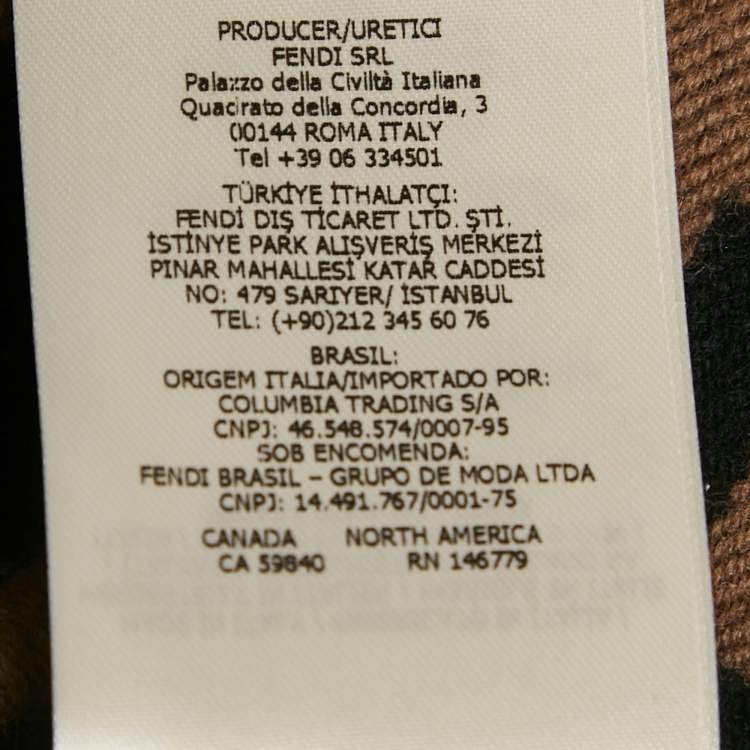 PRODUCER/URETICI
FENDI SRL
Palazzo della Civiltà Italiana
Quadrato della Concordia, 3
00144 ROMA ITALY
Tel +39 06 334501
TÜRKİYE İTHALATÇI:
FENDİ DIŞ TİCARET LTD. ŞTİ.
İSTİNYE PARK ALIŞVERİŞ MERKEZİ
PINAR MAHALLESİ KATAR CADDESİ
NO: 479 SARIYER/ İSTANBUL
TEL: (+90)212 345 60 76
BRASIL:
ORIGEM ITALIA/IMPORTADO POR:
COLUMBIA TRADING S/A
CNPJ: 46.548.574/0007-95
SOB ENCOMENDA:
FENDI BRASIL – GRUPO DE MODA LTDA
CNPJ: 14.491.767/0001-75
CANADA NORTH AMERICA
CA 59840 RN 146779